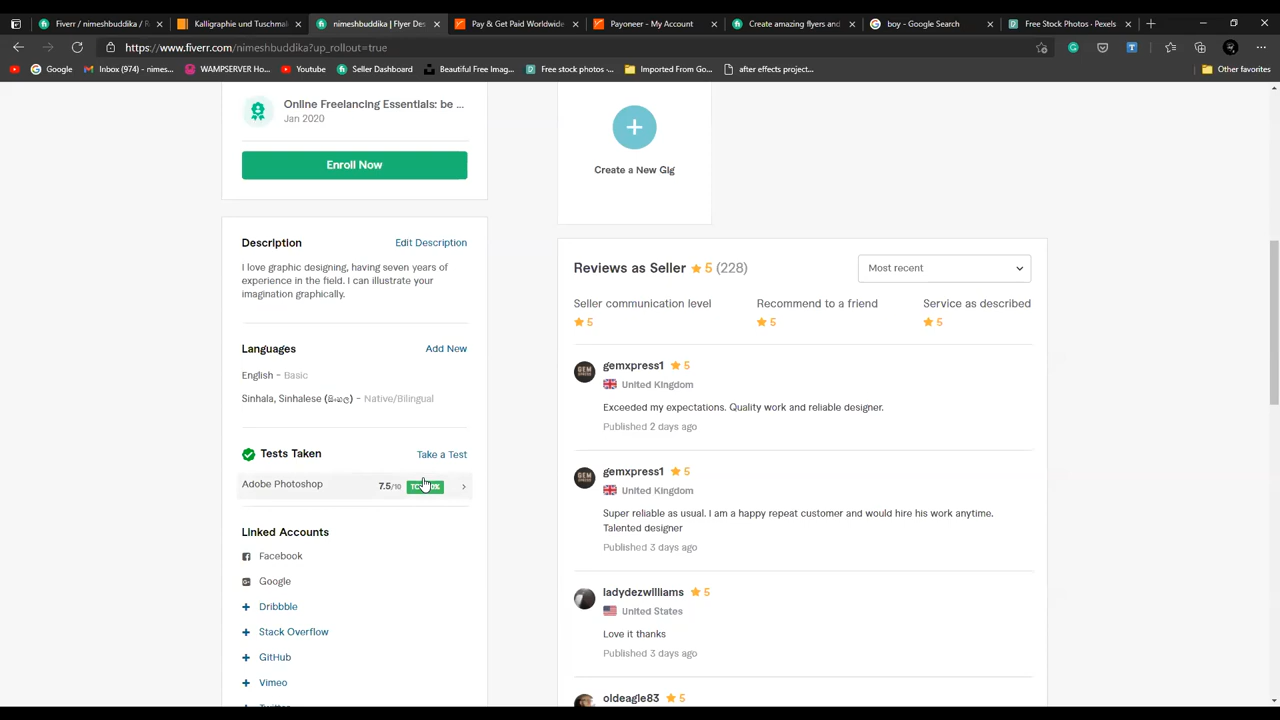 Fiverr / nimeshbuddika / R
Kalligraphie und Tuschmale
nimeshbuddika | Flyer Des
Pay & Get Paid Worldwide
Payoneer - My Account
Create amazing flyers and
boy - Google Search
Free Stock Photos · Pexels
https://www.fiverr.com/nimeshbuddika?up_rollout=true
Google
Inbox (974) - nimes...
WAMPSERVER Ho...
Youtube
Seller Dashboard
Beautiful Free Imag...
Free stock photos ·...
Imported From Go...
after effects projec...
Other favorites
Online Freelancing Essentials: be ...
Jan 2020
Enroll Now
Create a New Gig
Description
Edit Description
I love graphic designing, having seven years of
experience in the field. I can illustrate your
imagination graphically.
Languages
Add New
English - Basic
Sinhala, Sinhalese (සිංහල) - Native/Bilingual
Tests Taken
Take a Test
Adobe Photoshop
7.5/10
Linked Accounts
Facebook
Google
Dribbble
Stack Overflow
GitHub
Vimeo
Twitter
Reviews as Seller 5 (228)
Most recent
Seller communication level
Recommend to a friend
Service as described
5
5
5
gemxpress1 5
United Kingdom
Exceeded my expectations. Quality work and reliable designer.
Published 2 days ago
gemxpress1 5
United Kingdom
Super reliable as usual. I am a happy repeat customer and would hire his work anytime.
Talented designer
Published 3 days ago
ladydezwilliams 5
United States
Love it thanks
Published 3 days ago
oldeagle83 5